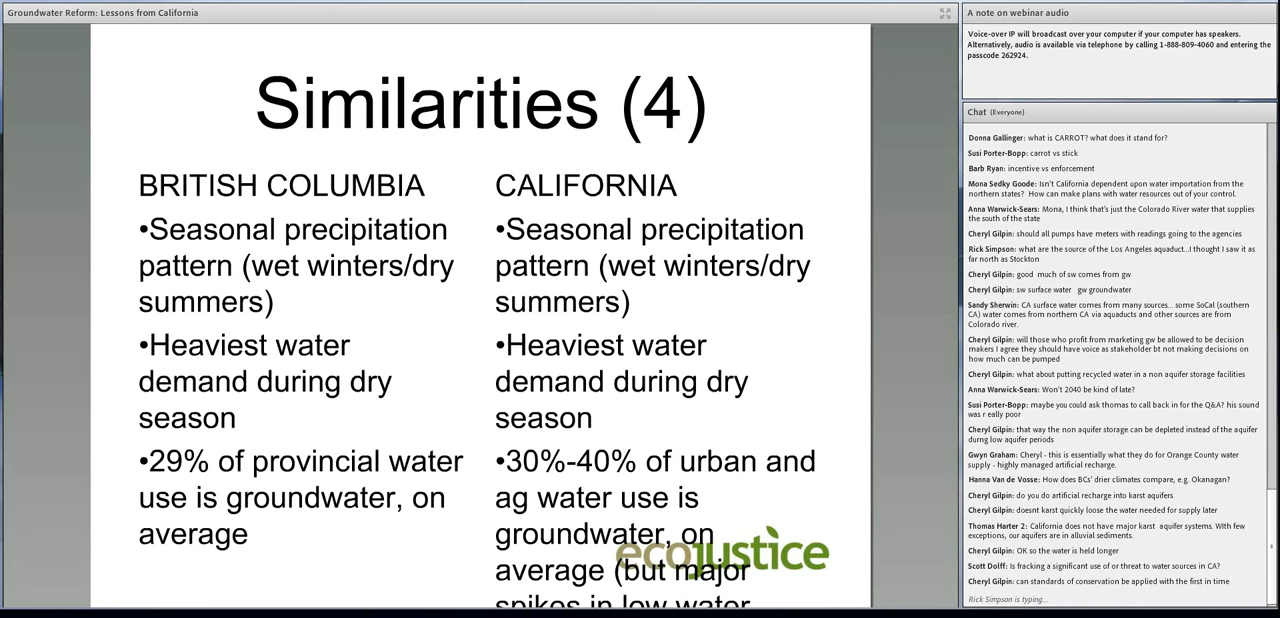 Groundwater Reform: Lessons from California
Similarities (4)
BRITISH COLUMBIA
•Seasonal precipitation
pattern (wet winters/dry
summers)
•Heaviest water
demand during dry
season
•29% of provincial water
use is groundwater, on
average
CALIFORNIA
•Seasonal precipitation
pattern (wet winters/dry
summers)
•Heaviest water
demand during dry
season
•30%-40% of urban and
ag water use is
groundwater, on
average (but major
spikes in low water
ecojustice
A note on webinar audio
Voice-over IP will broadcast over your computer if your computer has speakers.
Alternatively, audio is available via telephone by calling 1-888-809-4060 and entering the
passcode 262924.
Chat (Everyone)
Donna Gallinger: what is CARROT? what does it stand for?
Susi Porter-Bopp: carrot vs stick
Barb Ryan: incentive vs enforcement
Mona Sedky Goode: Isn't California dependent upon water importation from the
northern states? How can make plans with water resources out of your control.
Anna Warwick-Sears: Mona, I think that's just the Colorado River water that supplies
the south of the state
Cheryl Gilpin: should all pumps have meters with readings going to the agencies
Rick Simpson: what are the source of the Los Angeles aquaduct...I thought I saw it as
far north as Stockton
Cheryl Gilpin: good much of sw comes from gw
Cheryl Gilpin: sw surface water gw groundwater
Sandy Sherwin: CA surface water comes from many sources... some SoCal (southern
CA) water comes from northern CA via aquaducts and other sources are from
Colorado river.
Cheryl Gilpin: will those who profit from marketing gw be allowed to be decision
makers I agree they should have voice as stakeholder bt not making decisions on
how much can be pumped
Cheryl Gilpin: what about putting recycled water in a non aquifer storage facilities
Anna Warwick-Sears: Won't 2040 be kind of late?
Susi Porter-Bopp: maybe you could ask thomas to call back in for the Q&A? his sound
was r eally poor
Cheryl Gilpin: that way the non aquifer storage can be depleted instead of the aquifer
durng low aquifer periods
Gwyn Graham: Cheryl - this is essentially what they do for Orange County water
supply - highly managed artificial recharge.
Hanna Van de Vosse: How does BCs' drier climates compare, e.g. Okanagan?
Cheryl Gilpin: do you do artificial recharge into karst aquifers
Cheryl Gilpin: doesnt karst quickly loose the water needed for supply later
Thomas Harter 2: California does not have major karst aquifer systems. WIth few
exceptions, our aquifers are in alluvial sediments.
Cheryl Gilpin: OK so the water is held longer
Scott Dolff: Is fracking a significant use of or threat to water sources in CA?
Cheryl Gilpin: can standards of conservation be applied with the first in time
Rick Simpson is typing...